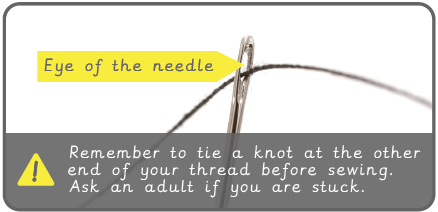 Eye of the needle
Remember to tie a knot at the other
end of your thread before sewing.
Ask an adult if you are stuck.